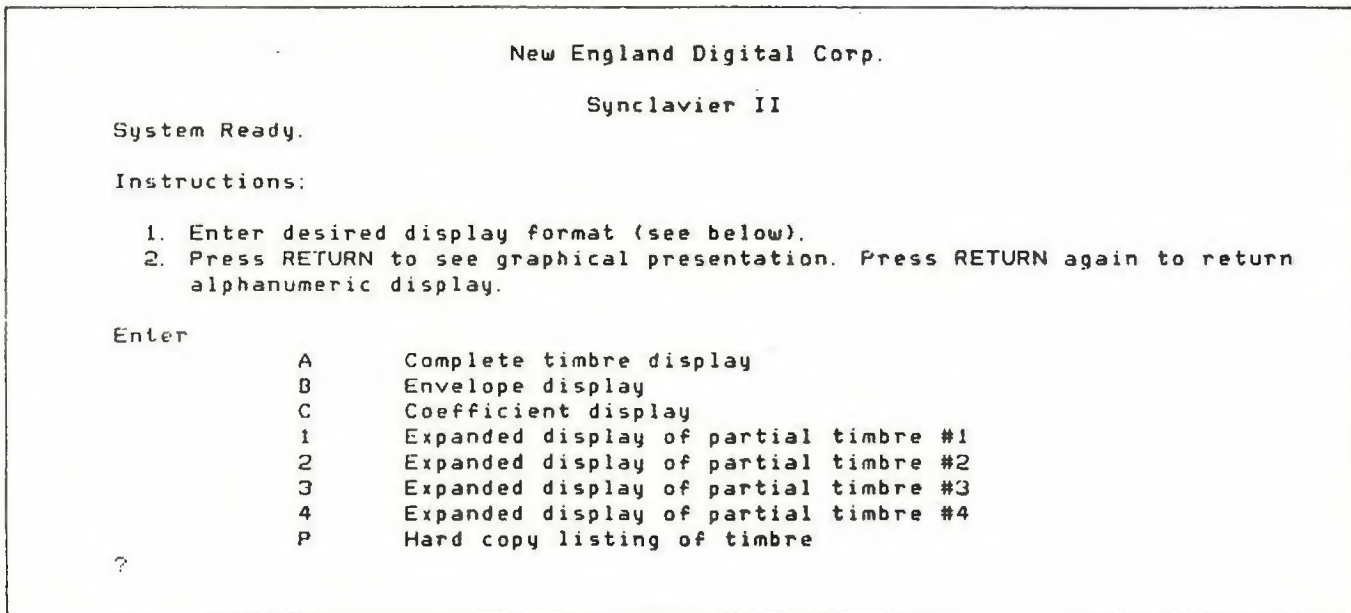 New England Digital Corp.
Synclavier II
System Ready.
Instructions:
1. Enter desired display format (see below).
2. Press RETURN to see graphical presentation. Press RETURN again to return
alphanumeric display.
Enter
A Complete timbre display
B Envelope display
C Coefficient display
1 Expanded display of partial timbre #1
2 Expanded display of partial timbre #2
3 Expanded display of partial timbre #3
4 Expanded display of partial timbre #4
P Hard copy listing of timbre
?